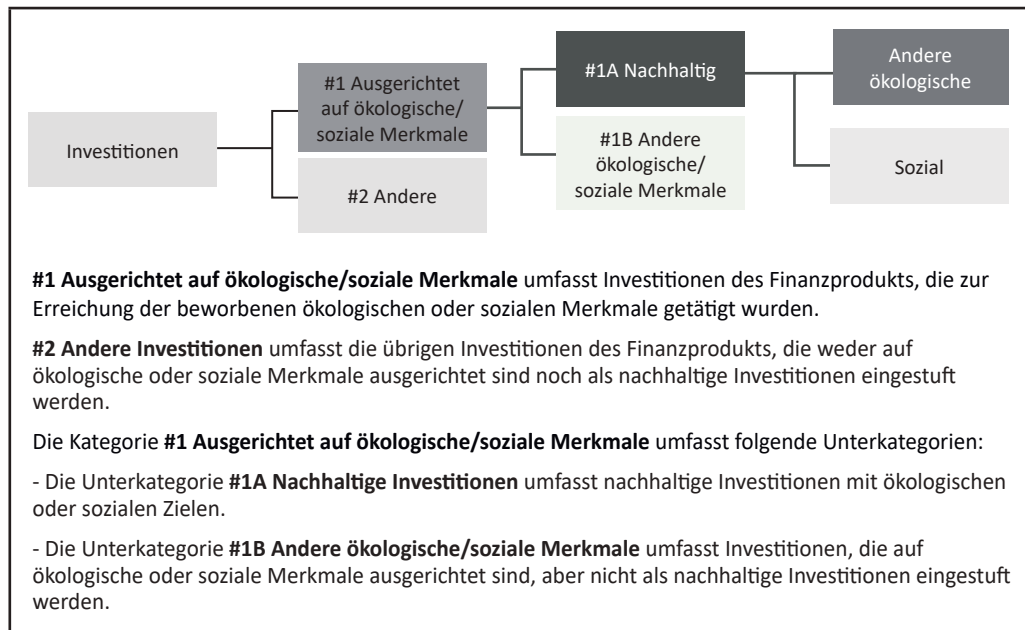 Investitionen
#1 Ausgerichtet
auf ökologische/
soziale Merkmale
#2 Andere
#1A Nachhaltig
#1B Andere
ökologische/
soziale Merkmale
Andere
ökologische
Sozial
#1 Ausgerichtet auf ökologische/soziale Merkmale umfasst Investitionen des Finanzprodukts, die zur
Erreichung der beworbenen ökologischen oder sozialen Merkmale getätigt wurden.
#2 Andere Investitionen umfasst die übrigen Investitionen des Finanzprodukts, die weder auf
ökologische oder soziale Merkmale ausgerichtet sind noch als nachhaltige Investitionen eingestuft
werden.
Die Kategorie #1 Ausgerichtet auf ökologische/soziale Merkmale umfasst folgende Unterkategorien:
- Die Unterkategorie #1A Nachhaltige Investitionen umfasst nachhaltige Investitionen mit ökologischen
oder sozialen Zielen.
- Die Unterkategorie #1B Andere ökologische/soziale Merkmale umfasst Investitionen, die auf
ökologische oder soziale Merkmale ausgerichtet sind, aber nicht als nachhaltige Investitionen eingestuft
werden.